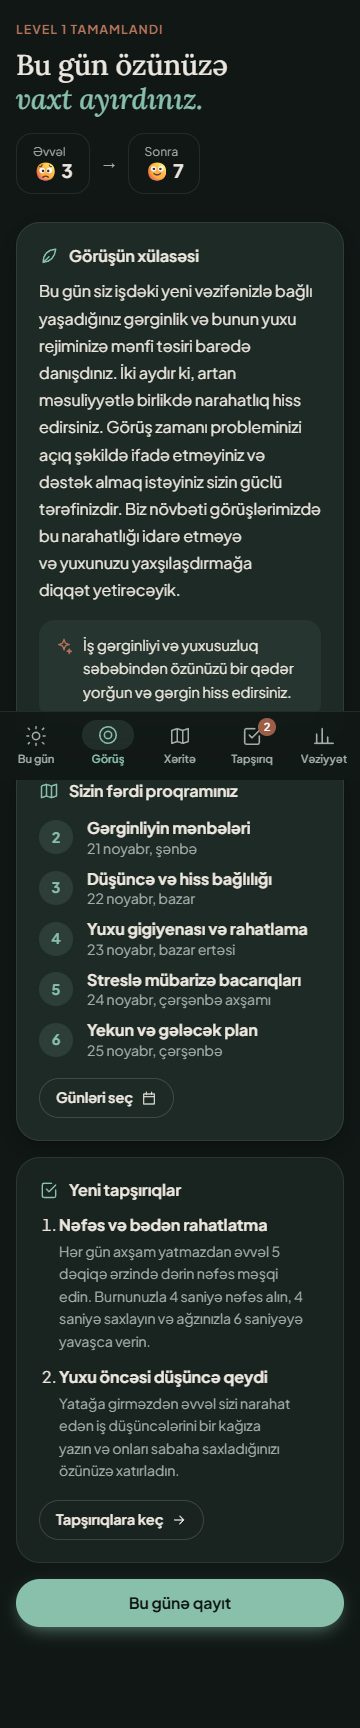 LEVEL 1 TAMAMLANDI
Bu gün özünüzə
vaxt ayırdınız.
Əvvəl
3
→
Sonra
7
Görüşün xülasəsi
Bu gün siz işdəki yeni vəzifənizlə bağlı
yaşadığınız gərginlik və bunun yuxu
rejiminizə mənfi təsiri barədə
danışdınız. İki aydır ki, artan
məsuliyyətlə birlikdə narahatlıq hiss
edirsiniz. Görüş zamanı probleminizi
açıq şəkildə ifadə etməyiniz və
dəstək almaq istəyiniz sizin güclü
tərəfinizdir. Biz növbəti görüşlərimizdə
bu narahatlığı idarə etməyə
və yuxunuzu yaxşılaşdırmağa
diqqət yetirəcəyik.
İş gərginliyi və yuxusuzluq
səbəbindən özünüzü bir qədər
yorğun və gərgin hiss edirsiniz.
2
Bu gün Görüş Xəritə Tapşırıq Vəziyyət
Sizin fərdi proqramınız
2 Gərginliyin mənbələri
21 noyabr, şənbə
3 Düşüncə və hiss bağlılığı
22 noyabr, bazar
4 Yuxu gigiyenası və rahatlama
23 noyabr, bazar ertəsi
5 Streslə mübarizə bacarıqları
24 noyabr, çərşənbə axşamı
6 Yekun və gələcək plan
25 noyabr, çərşənbə
Günləri seç
Yeni tapşırıqlar
1. Nəfəs və bədən rahatlatma
Hər gün axşam yatmazdan əvvəl 5
dəqiqə ərzində dərin nəfəs məşqi
edin. Burnunuzla 4 saniyə nəfəs alın, 4
saniyə saxlayın və ağzınızla 6 saniyəyə
yavaşca verin.
2. Yuxu öncəsi düşüncə qeydi
Yatağa girməzdən əvvəl sizi narahat
edən iş düşüncələrini bir kağıza
yazın və onları sabaha saxladığınızı
özünüzə xatırladın.
Tapşırıqlara keç →
Bu günə qayıt